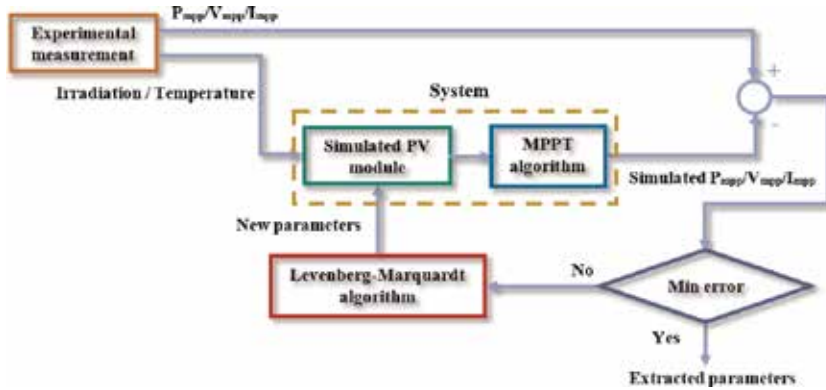 Pmpp/Vmpp/Impp
Experimental
measurement
Irradiation / Temperature
System
+
-
Simulated PV
module
MPPT
algorithm
Simulated Pmpp/Vmpp/Impp
New parameters
Levenberg-Marquardt
algorithm
No
Min error
Yes
Extracted parameters